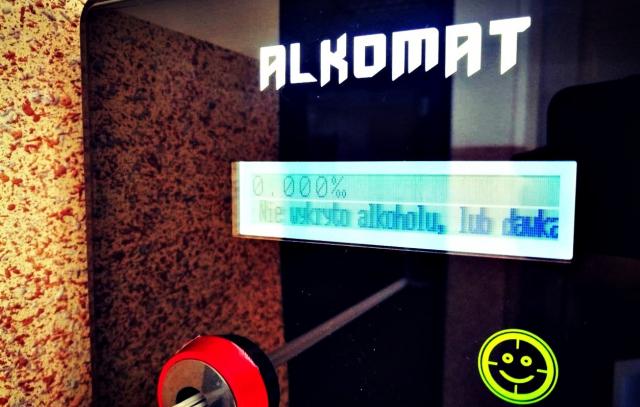 ALKOMAT
0.000‰
Nie wykryto alkoholu, lub dawka